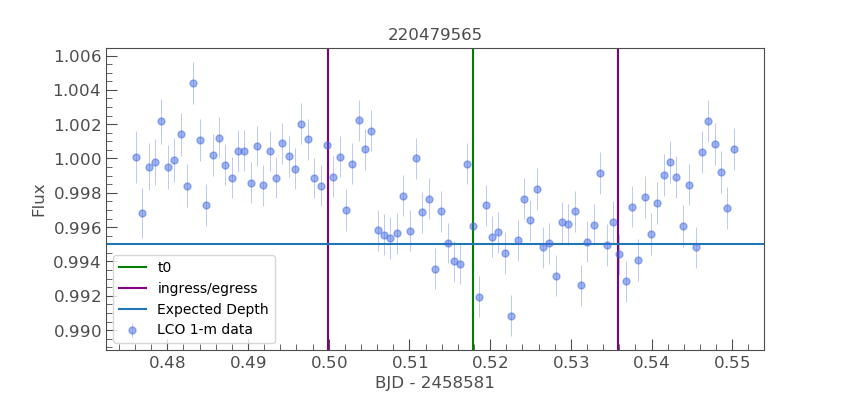 220479565
1.006
1.004
1.002
1.000
0.998
0.996
0.994
0.992
0.990
Flux
t0
ingress/egress
Expected Depth
LCO 1-m data
0.48 0.49 0.50 0.51 0.52 0.53 0.54 0.55
BJD - 2458581